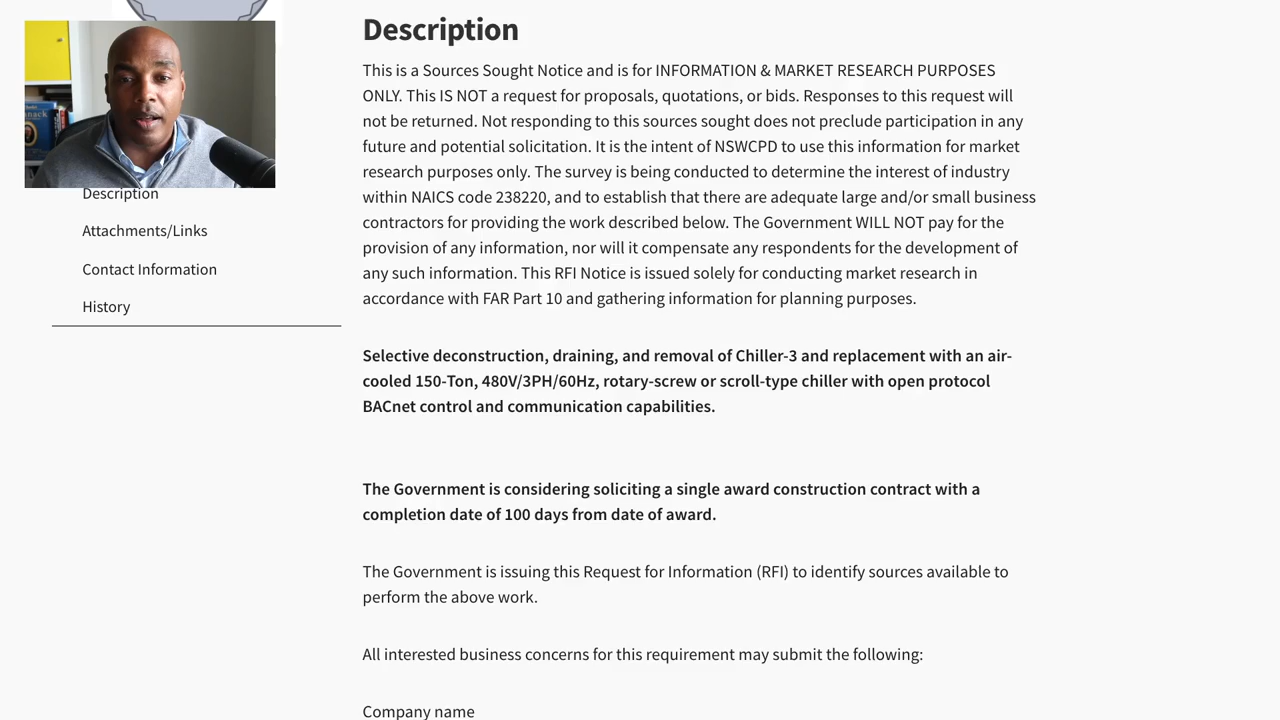 Description
This is a Sources Sought Notice and is for INFORMATION & MARKET RESEARCH PURPOSES
ONLY. This IS NOT a request for proposals, quotations, or bids. Responses to this request will
not be returned. Not responding to this sources sought does not preclude participation in any
future and potential solicitation. It is the intent of NSWCPD to use this information for market
research purposes only. The survey is being conducted to determine the interest of industry
within NAICS code 238220, and to establish that there are adequate large and/or small business
contractors for providing the work described below. The Government WILL NOT pay for the
provision of any information, nor will it compensate any respondents for the development of
any such information. This RFI Notice is issued solely for conducting market research in
accordance with FAR Part 10 and gathering information for planning purposes.
Selective deconstruction, draining, and removal of Chiller-3 and replacement with an air-
cooled 150-Ton, 480V/3PH/60Hz, rotary-screw or scroll-type chiller with open protocol
BACnet control and communication capabilities.
The Government is considering soliciting a single award construction contract with a
completion date of 100 days from date of award.
The Government is issuing this Request for Information (RFI) to identify sources available to
perform the above work.
All interested business concerns for this requirement may submit the following:
Company name
Description
Attachments/Links
Contact Information
History